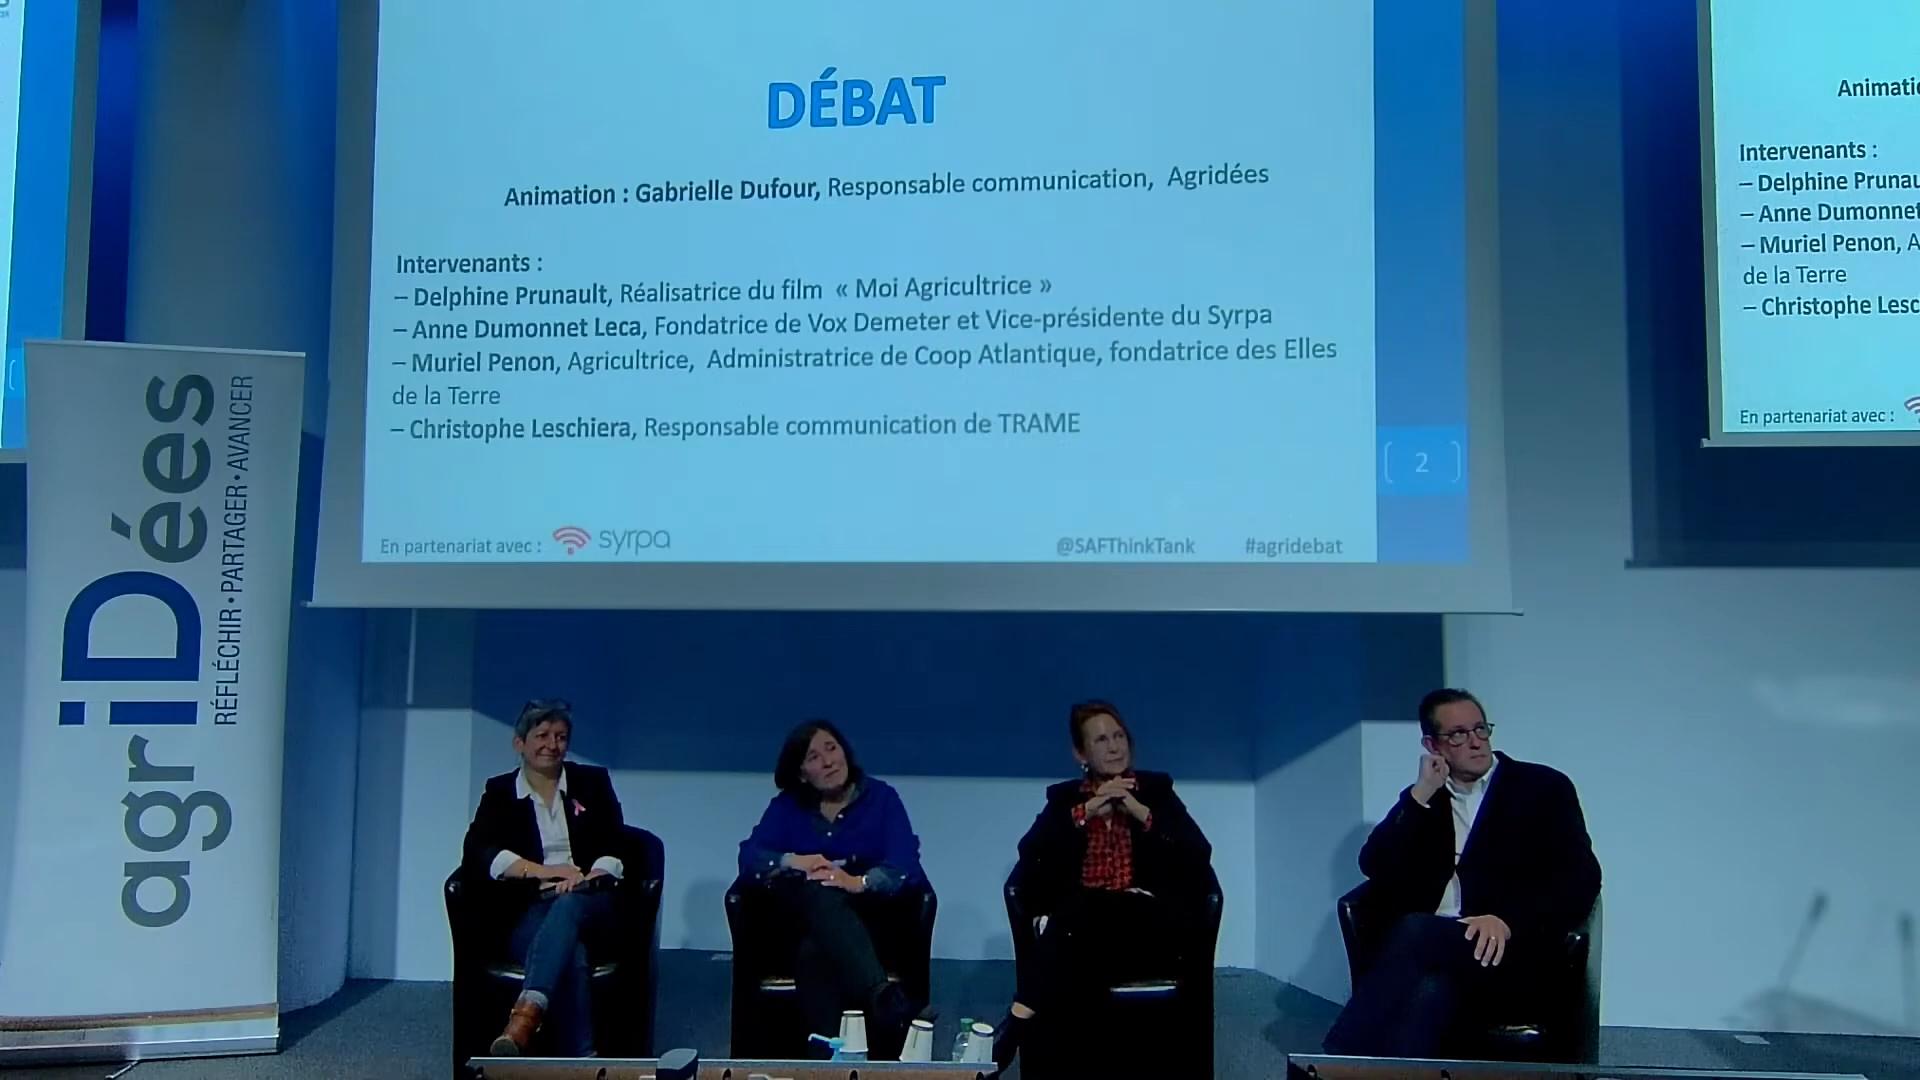 DÉBAT
Animation : Gabrielle Dufour, Responsable communication, Agridées
Intervenants :
– Delphine Prunault, Réalisatrice du film « Moi Agricultrice »
– Anne Dumonnet Leca, Fondatrice de Vox Demeter et Vice-présidente du Syrpa
– Muriel Penon, Agricultrice, Administratrice de Coop Atlantique, fondatrice des Elles
de la Terre
– Christophe Leschiera, Responsable communication de TRAME
2
En partenariat avec : syrpa
@SAFThinkTank #agridebat
agriDées
RÉFLÉCHIR • PARTAGER • AVANCER
Animatio
Intervenants :
– Delphine Prunau
– Anne Dumonnet
– Muriel Penon, A
de la Terre
– Christophe Lesc
En partenariat avec :